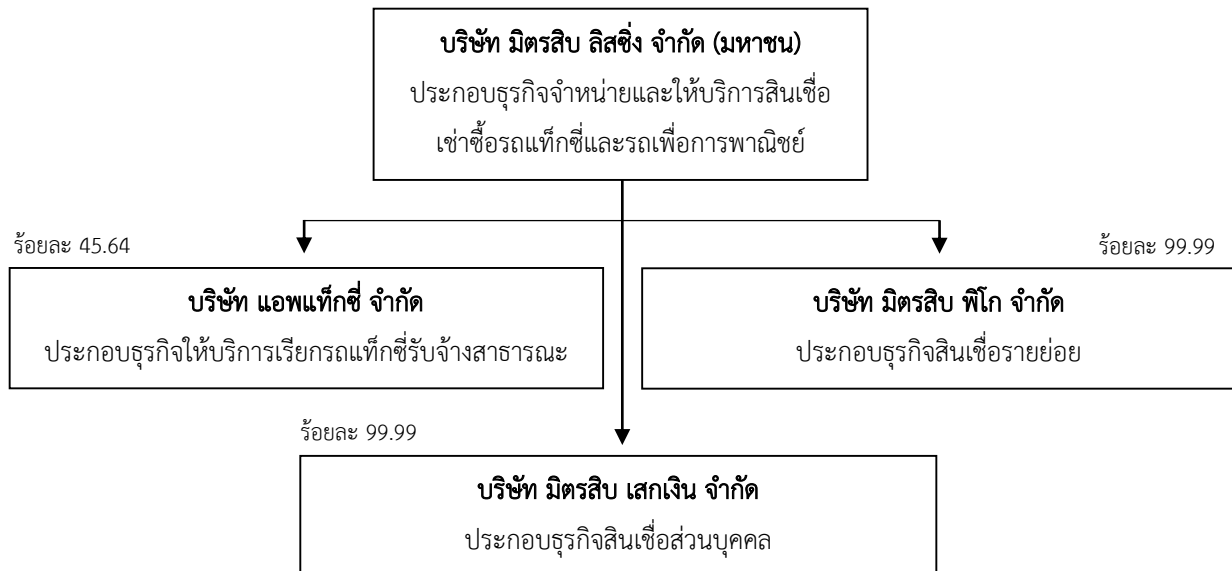 บริษัท มิตรสิบ ลิสซิ่ง จำกัด (มหาชน)
ประกอบธุรกิจจำหน่ายและให้บริการสินเชื่อ
เช่าซื้อรถแท็กซี่และรถเพื่อการพาณิชย์
ร้อยละ 45.64
ร้อยละ 99.99
บริษัท แอพแท็กซี่ จำกัด
ประกอบธุรกิจให้บริการเรียกรถแท็กซี่รับจ้างสาธารณะ
บริษัท มิตรสิบ พิโก จำกัด
ประกอบธุรกิจสินเชื่อรายย่อย
ร้อยละ 99.99
บริษัท มิตรสิบ เสกเงิน จำกัด
ประกอบธุรกิจสินเชื่อส่วนบุคคล